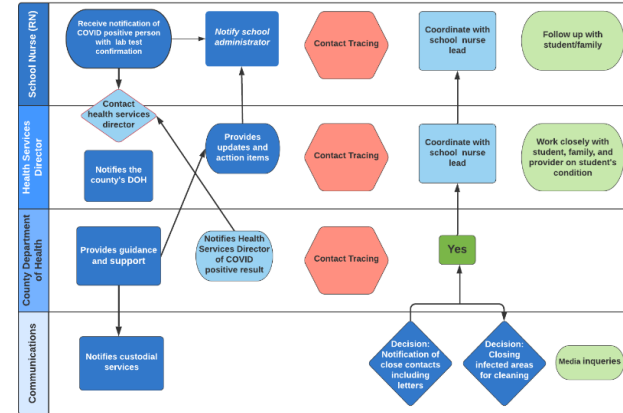 School Nurse (RN)
Receive notification of
COVID positive person
with lab test
confirmation
Notify school
administrator
Contact Tracing
Coordinate with
school nurse
lead
Follow up with
student/family
Health Services
Director
Contact
health services
director
Notifies the
county's DOH
Provides
updates and
acttion items
Contact Tracing
Coordinate with
school nurse
lead
Work closely with
student, family, and
provider on student's
condition
County Department
of Health
Provides guidance
and support
Notifies Health
Services Director
of COVID
positive result
Contact Tracing
Yes
Communications
Notifies custodial
services
Decision:
Notification of
close contacts
including
letters
Decision:
Closing
infected areas
for cleaning
Media inqueries